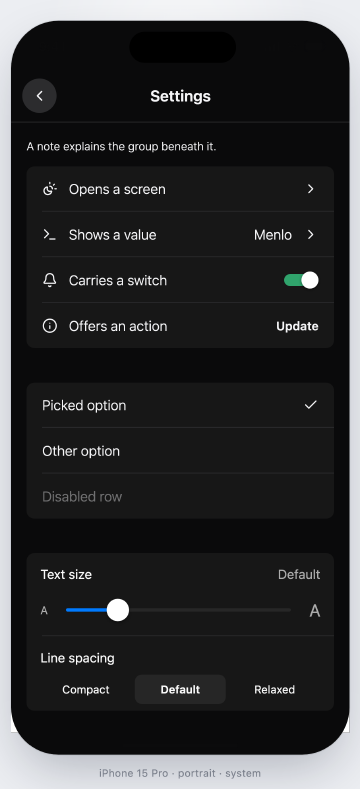 Settings
A note explains the group beneath it.
Opens a screen
Shows a value Menlo
Carries a switch
Offers an action Update
Picked option
Other option
Disabled row
Text size Default
A A
Line spacing
Compact Default Relaxed
iPhone 15 Pro · portrait · system